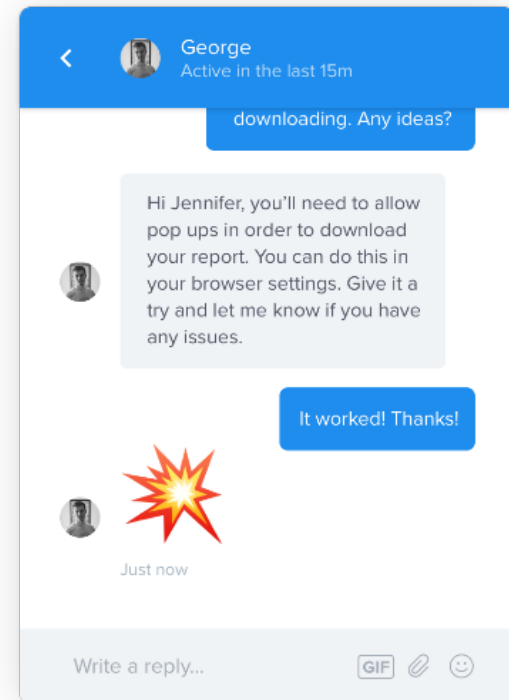 George
Active in the last 15m
downloading. Any ideas?
Hi Jennifer, you’ll need to allow
pop ups in order to download
your report. You can do this in
your browser settings. Give it a
try and let me know if you have
any issues.
It worked! Thanks!
Just now
Write a reply...
GIF